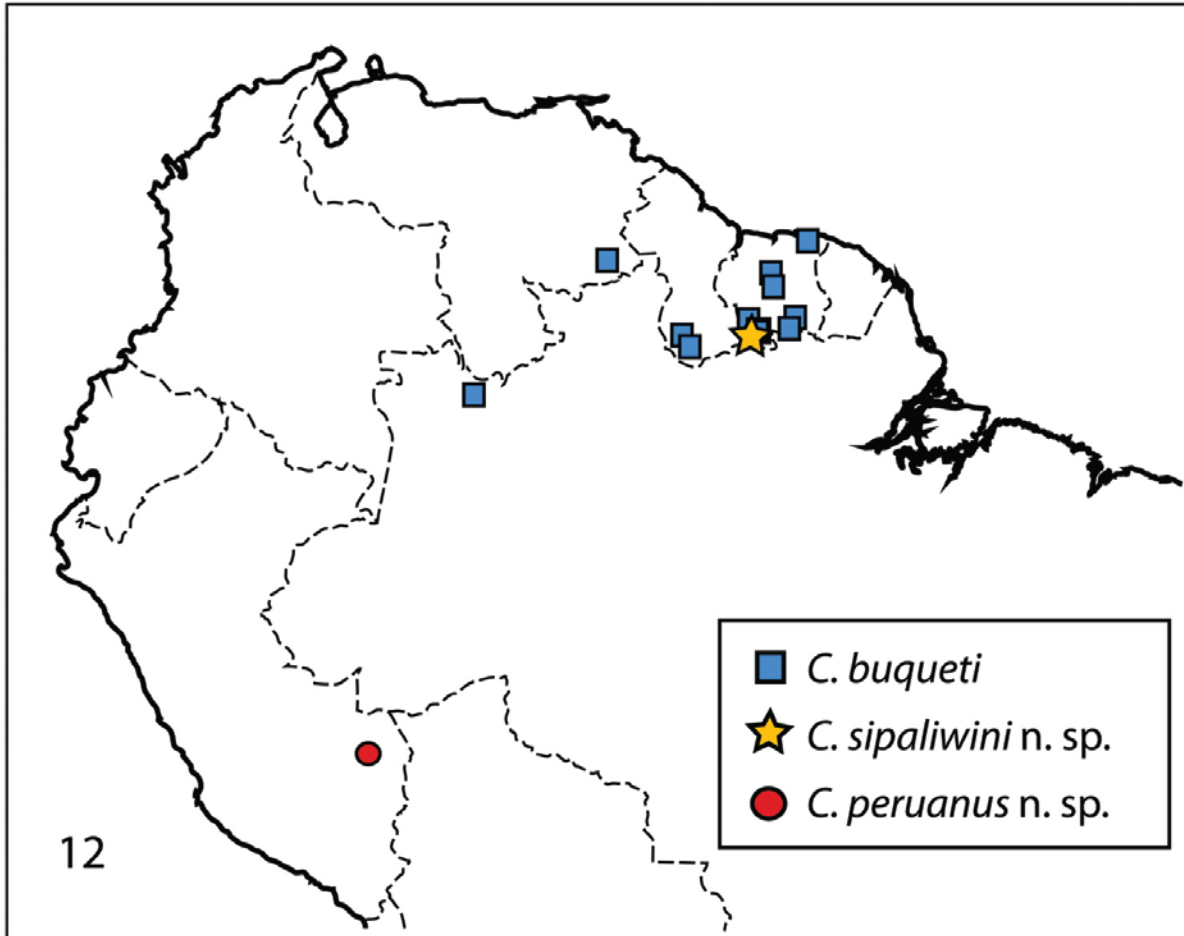 C. buqueti
C. sipaliwini n. sp.
C. peruanus n. sp.
12